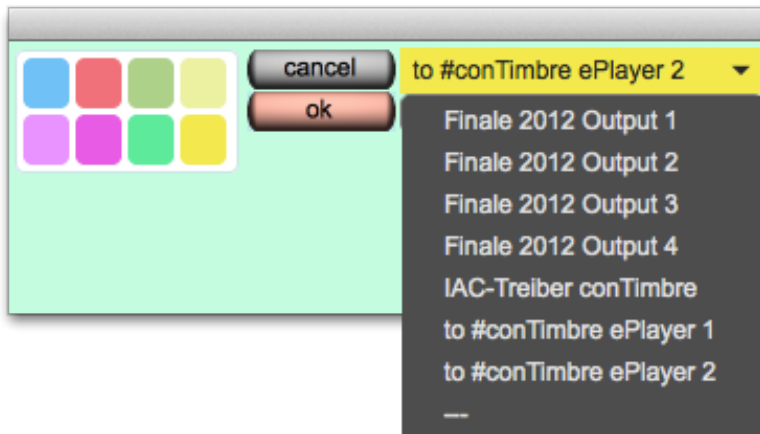 cancel
to #conTimbre ePlayer 2
ok
Finale 2012 Output 1
Finale 2012 Output 2
Finale 2012 Output 3
Finale 2012 Output 4
IAC-Treiber conTimbre
to #conTimbre ePlayer 1
to #conTimbre ePlayer 2
---